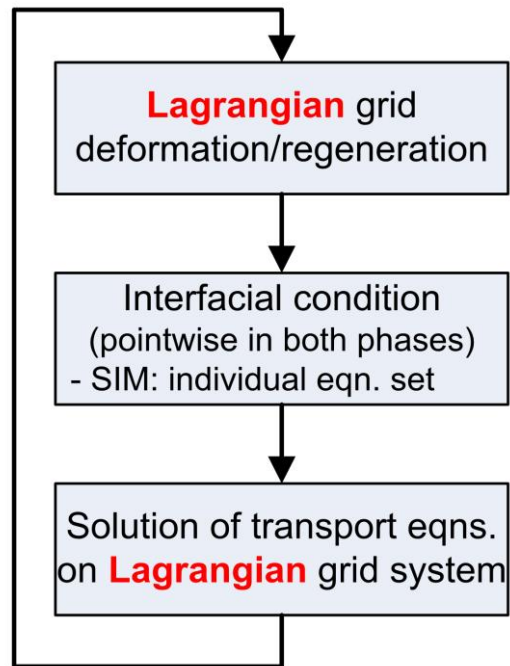 Lagrangian grid
deformation/regeneration
Interfacial condition
(pointwise in both phases)
- SIM: individual eqn. set
Solution of transport eqns.
on Lagrangian grid system